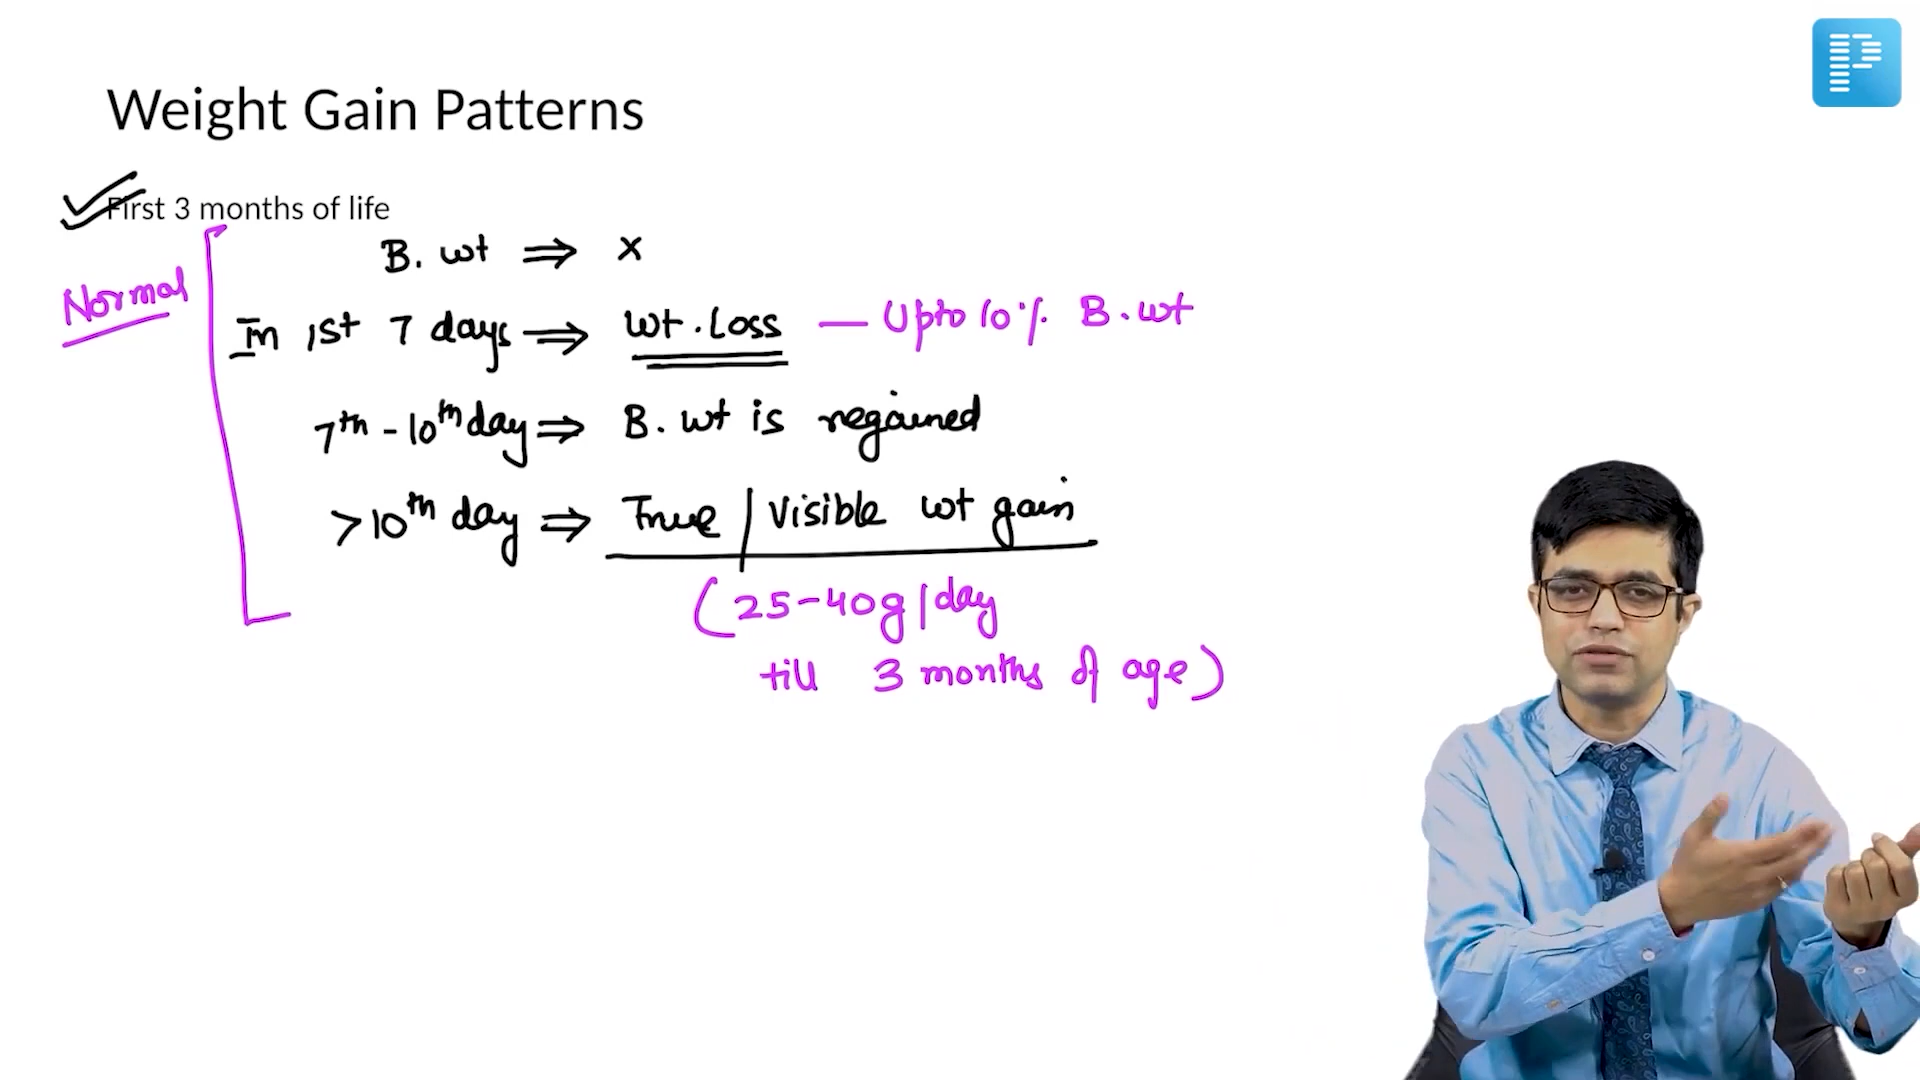 Weight Gain Patterns
First 3 months of life
B. wt ⇒ x
Normal
In 1st 7 days ⇒ wt. Loss — Upto 10% B. wt
7th - 10th day ⇒ B. wt is regained
> 10th day ⇒ True / Visible wt gain
(25-40g/day
till 3 months of age)